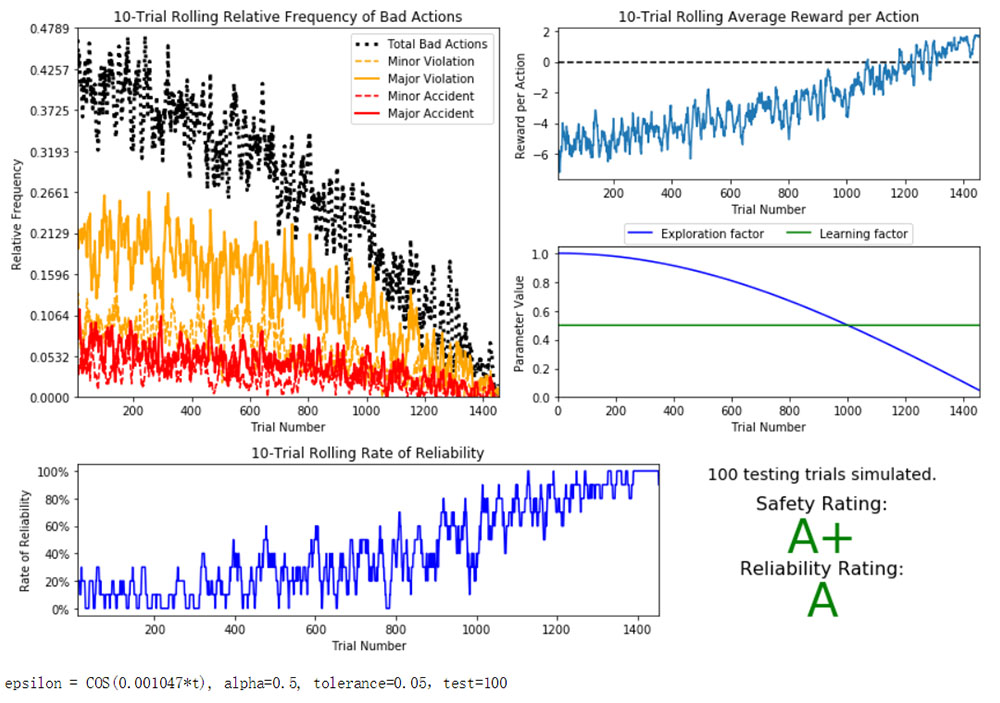 10-Trial Rolling Relative Frequency of Bad Actions
0.4789
0.4257
0.3725
0.3193
0.2661
0.2129
0.1596
0.1064
0.0532
0.0000
Relative Frequency
Total Bad Actions
Minor Violation
Major Violation
Minor Accident
Major Accident
200 400 600 800 1000 1200 1400
Trial Number
10-Trial Rolling Average Reward per Action
2
0
−2
−4
−6
Reward per Action
200 400 600 800 1000 1200 1400
Trial Number
Exploration factor Learning factor
1.0
0.8
0.6
0.4
0.2
0.0
Parameter Value
0 200 400 600 800 1000 1200 1400
Trial Number
10-Trial Rolling Rate of Reliability
100%
80%
60%
40%
20%
0%
Rate of Reliability
200 400 600 800 1000 1200 1400
Trial Number
100 testing trials simulated.
Safety Rating:
A+
Reliability Rating:
A
epsilon = COS(0.001047*t), alpha=0.5, tolerance=0.05, test=100